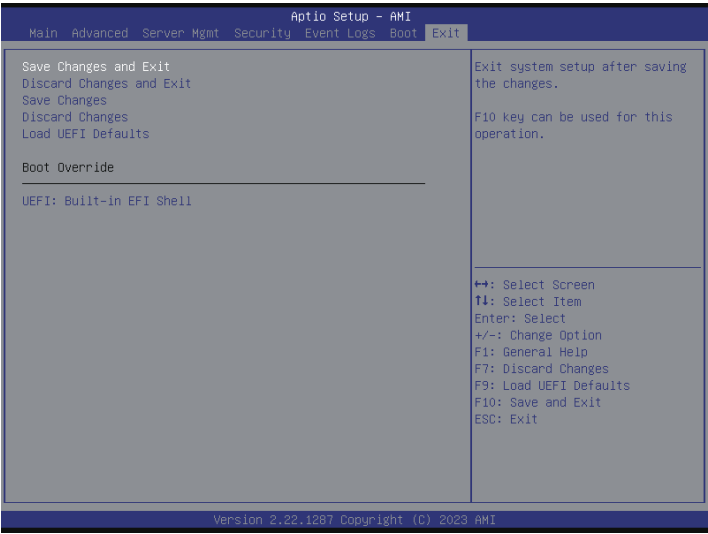 Aptio Setup – AMI
Main Advanced Server Mgmt Security Event Logs Boot Exit
Save Changes and Exit
Discard Changes and Exit
Save Changes
Discard Changes
Load UEFI Defaults
Boot Override
UEFI: Built-in EFI Shell
Exit system setup after saving
the changes.
F10 key can be used for this
operation.
↔: Select Screen
↑↓: Select Item
Enter: Select
+/-: Change Option
F1: General Help
F7: Discard Changes
F9: Load UEFI Defaults
F10: Save and Exit
ESC: Exit
Version 2.22.1287 Copyright (C) 2023 AMI